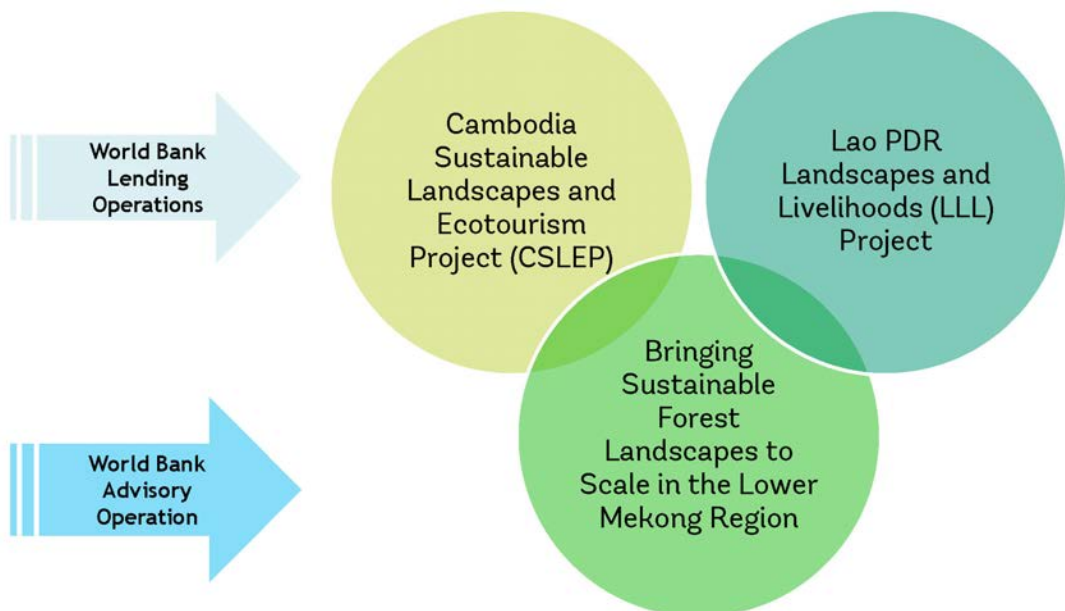 World Bank
Lending
Operations
Cambodia
Sustainable
Landscapes and
Ecotourism
Project (CSLEP)
Lao PDR
Landscapes and
Livelihoods (LLL)
Project
World Bank
Advisory
Operation
Bringing
Sustainable
Forest
Landscapes to
Scale in the Lower
Mekong Region